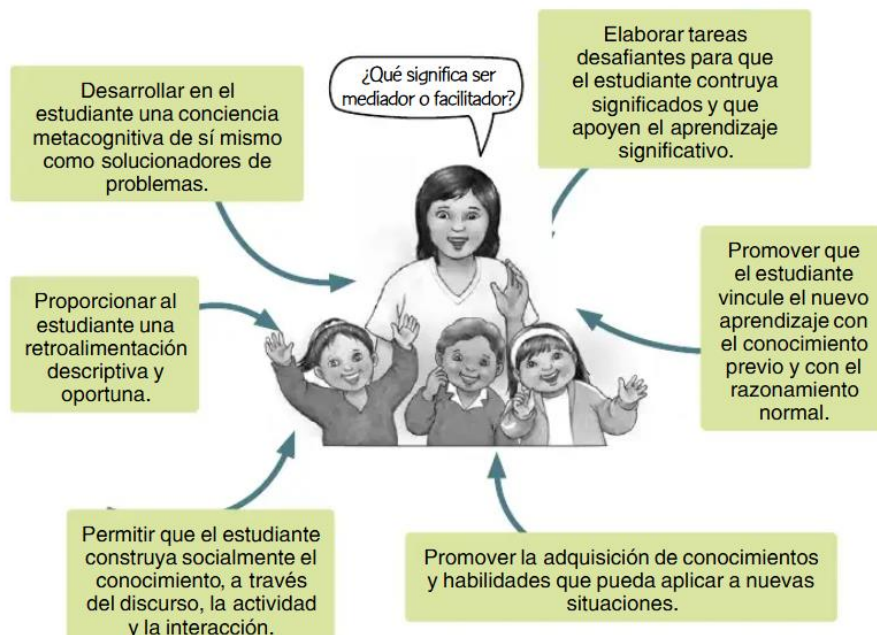 ¿Qué significa ser
mediador o facilitador?
Desarrollar en el
estudiante una conciencia
metacognitiva de sí mismo
como solucionadores de
problemas.
Elaborar tareas
desafiantes para que
el estudiante contruya
significados y que
apoyen el aprendizaje
significativo.
Proporcionar al
estudiante una
retroalimentación
descriptiva y
oportuna.
Promover que
el estudiante
vincule el nuevo
aprendizaje con
el conocimiento
previo y con el
razonamiento
normal.
Permitir que el estudiante
construya socialmente el
conocimiento, a través
del discurso, la actividad
y la interacción.
Promover la adquisición de conocimientos
y habilidades que pueda aplicar a nuevas
situaciones.